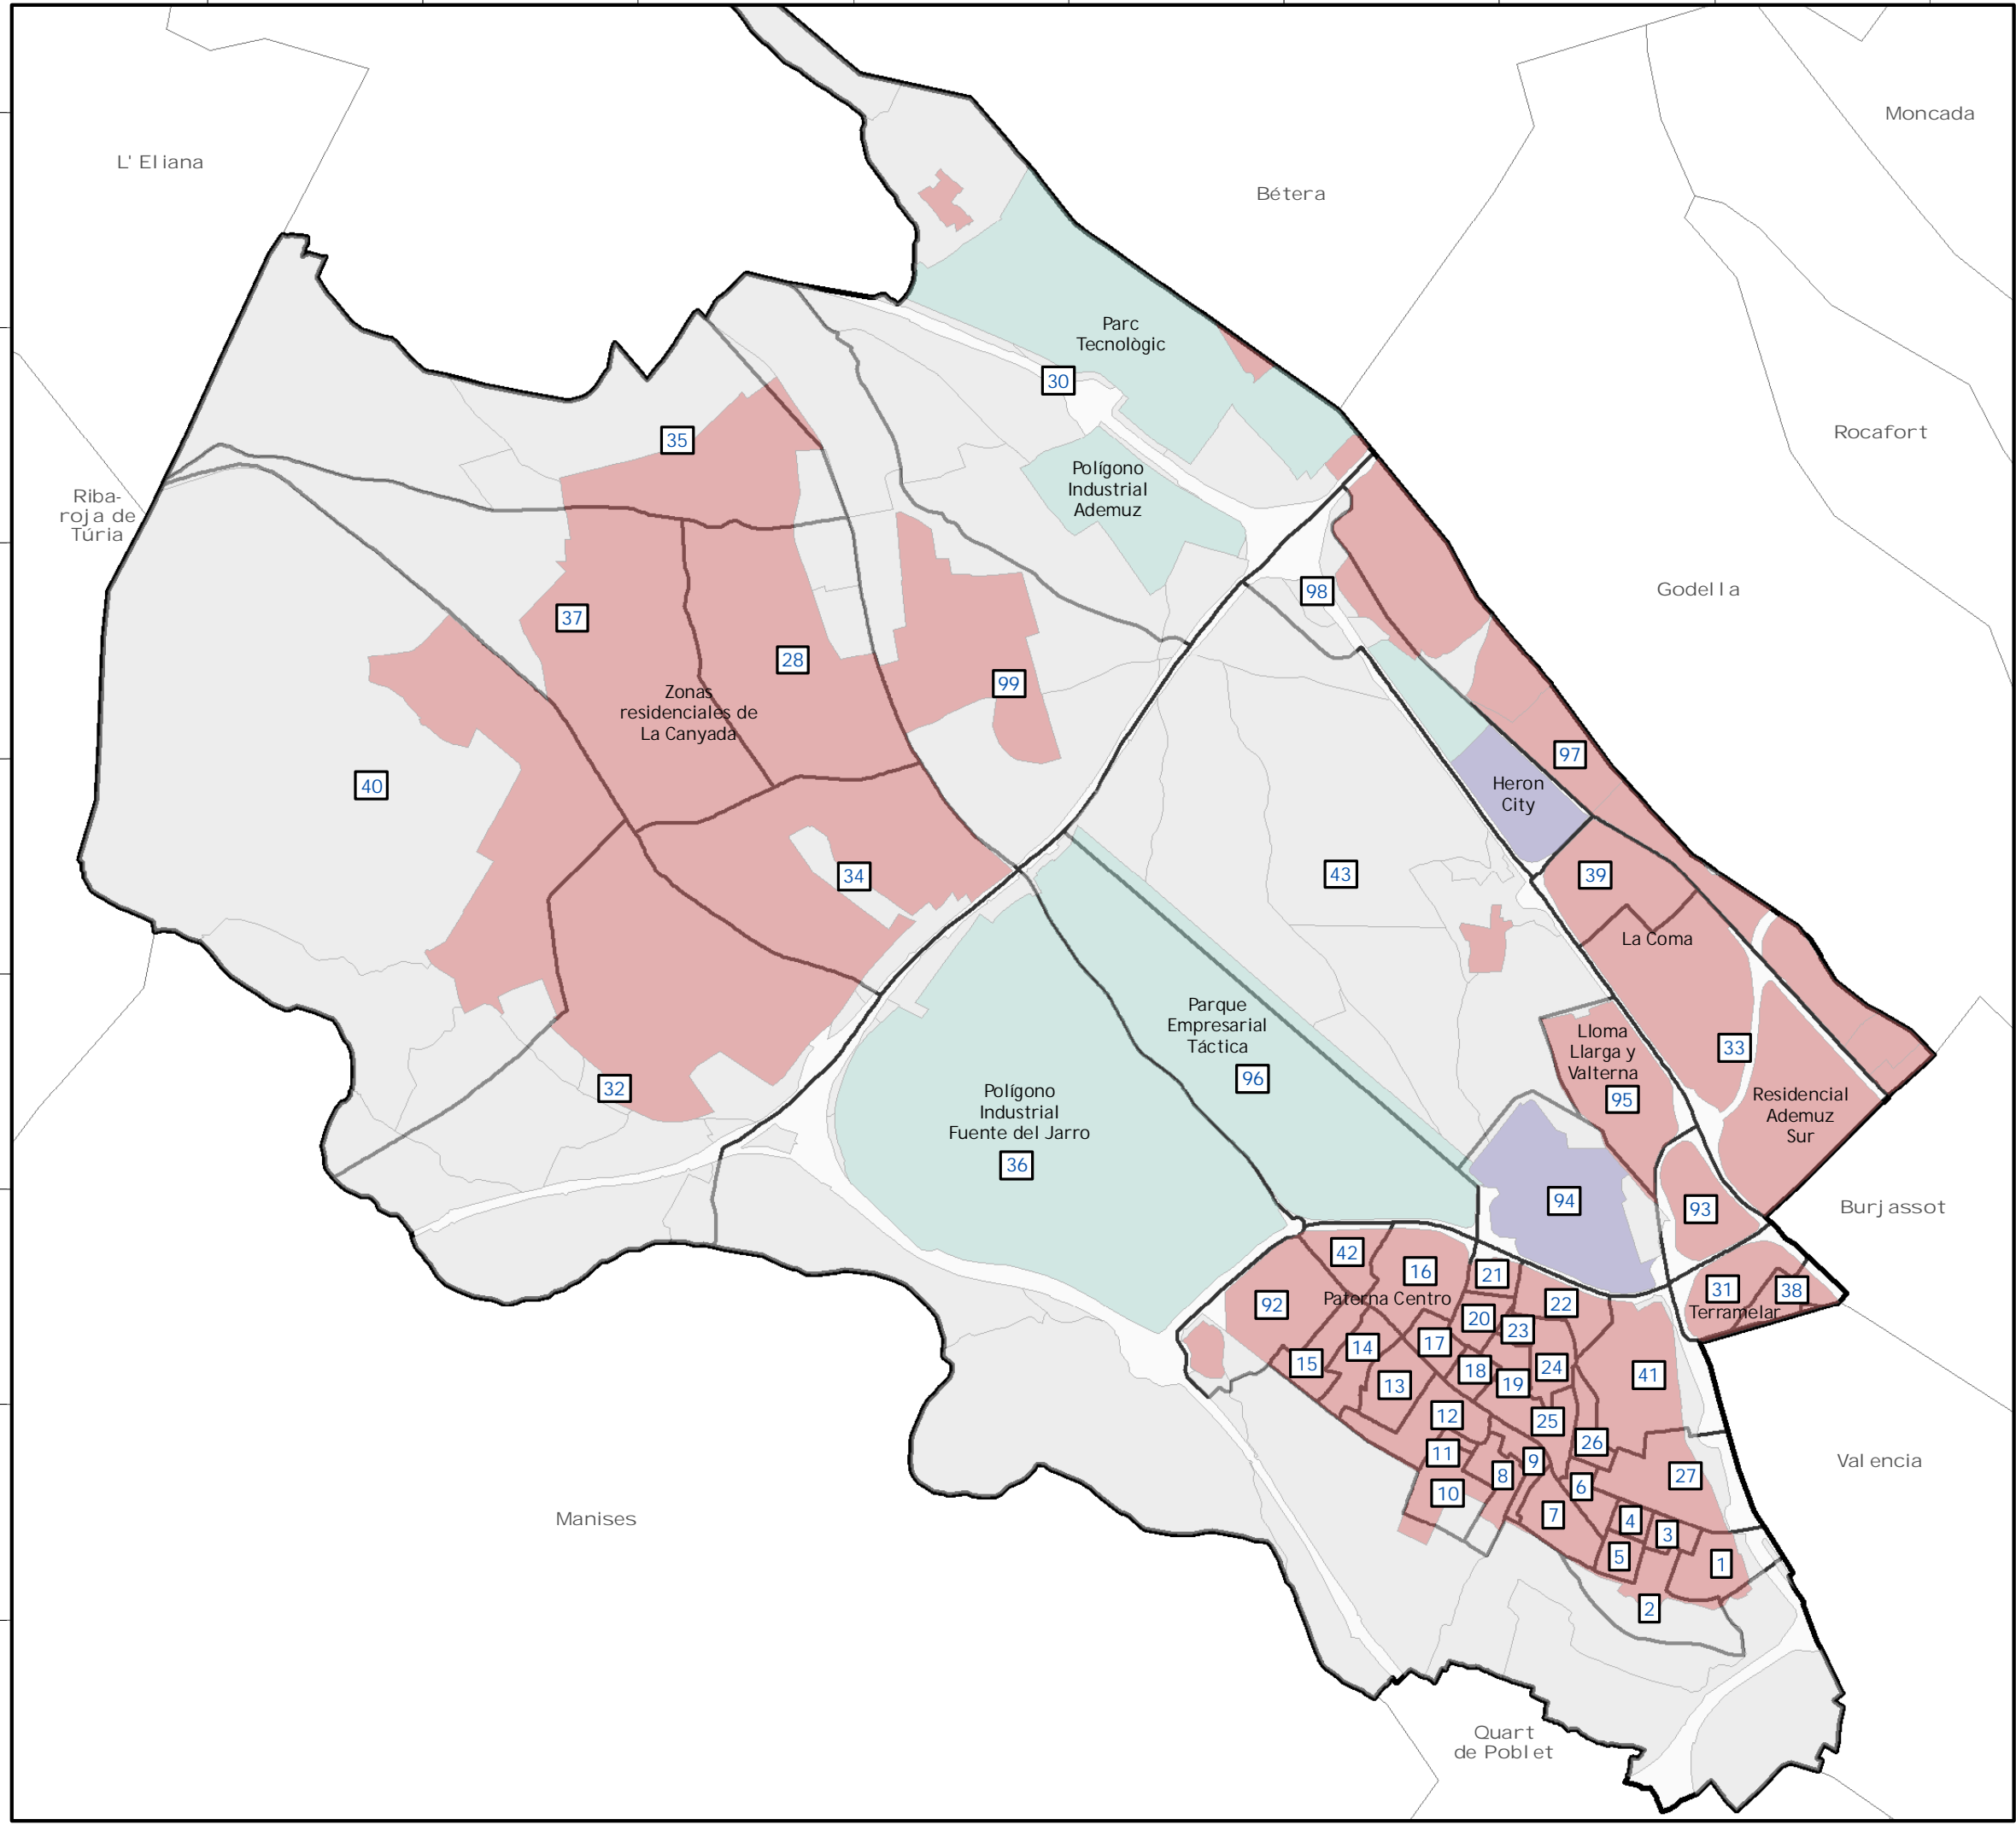 Moncada
L' Eliana
Bétera
Parc
Tecnològic
30
Rocafort
35
Polígono
Industrial
Ademuz
Riba-
roja de
Túria
98
Godella
37
28
99
Zonas
residenciales de
La Canyada
97
40
Heron
City
34
43
39
La Coma
Parque
Empresarial
Táctica
96
Lloma
Llarga y
Valterna
95
33
32
Polígono
Industrial
Fuente del Jarro
36
Residencial
Ademuz
Sur
94
93
Burjassot
42
16
21
31
38
Terramelar
92
Paterna Centro
22
20
23
17
14
15
18
24
41
13
19
12
25
26
11
9
Valencia
8
27
6
10
7
4
Manises
3
5
1
2
Quart
de Poblet